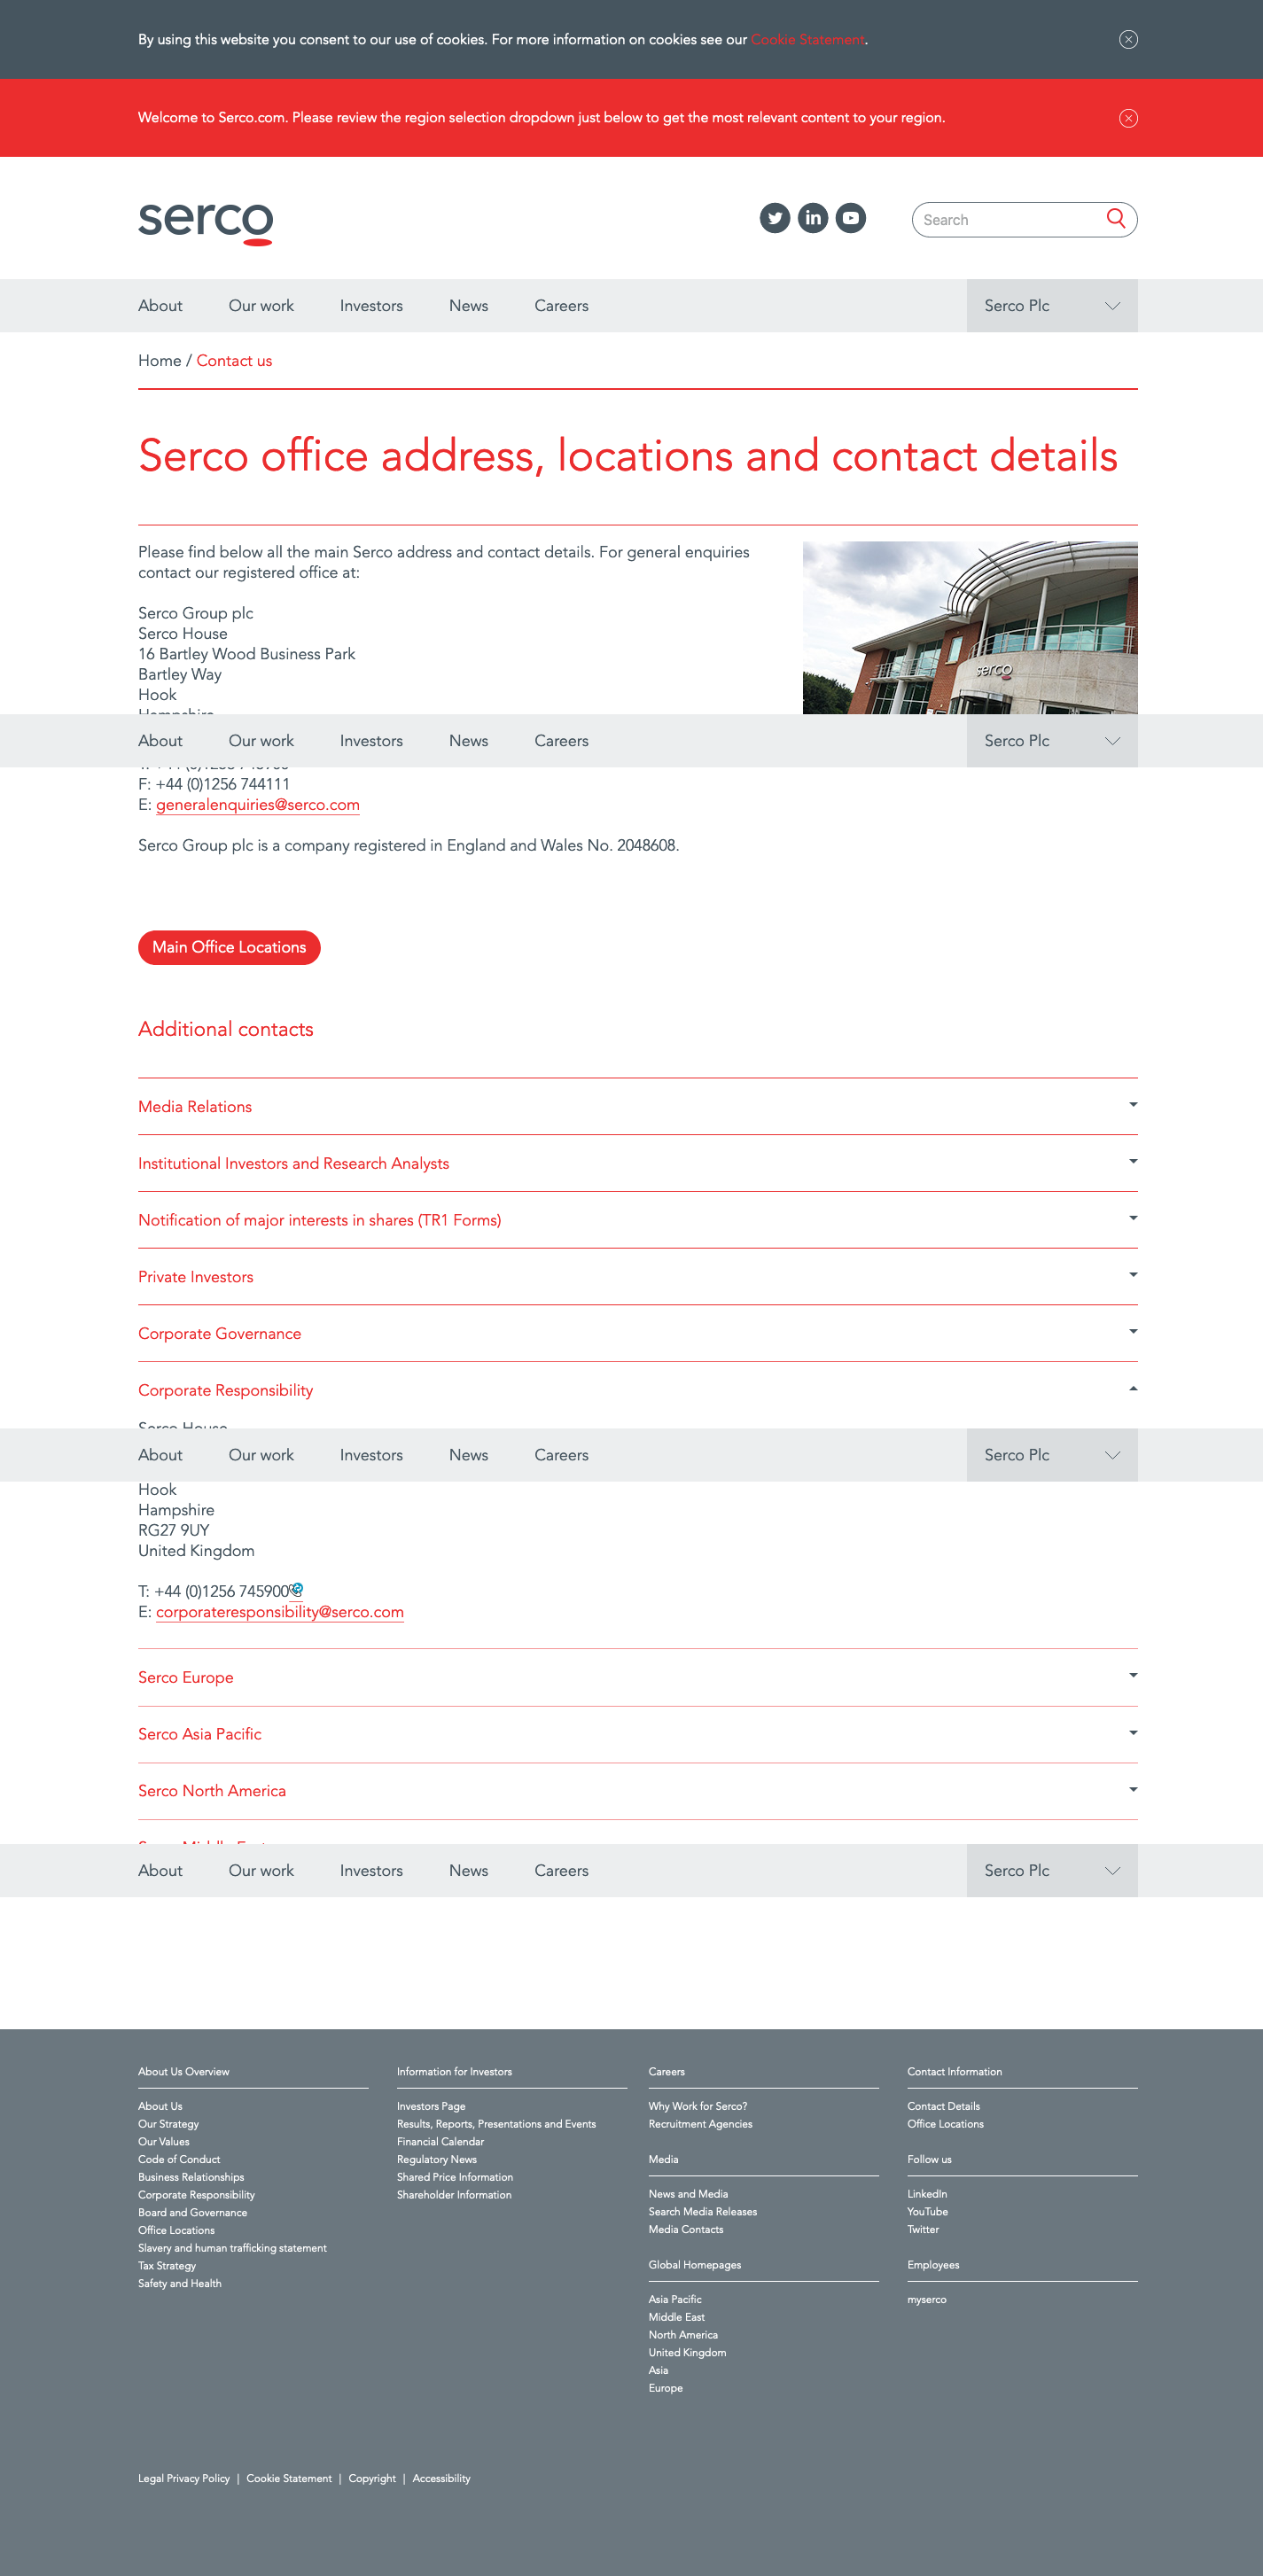 By using this website you consent to our use of cookies. For more information on cookies see our Cookie Statement.
Welcome to Serco.com. Please review the region selection dropdown just below to get the most relevant content to your region.
serco
Search
About Our work Investors News Careers Serco Plc
Home / Contact us
Serco office address, locations and contact details
Please find below all the main Serco address and contact details. For general enquiries
contact our registered office at:
Serco Group plc
Serco House
16 Bartley Wood Business Park
Bartley Way
Hook
serco
About Our work Investors News Careers Serco Plc
F: +44 (0)1256 744111
E: generalenquiries@serco.com
Serco Group plc is a company registered in England and Wales No. 2048608.
Main Office Locations
Additional contacts
Media Relations
Institutional Investors and Research Analysts
Notification of major interests in shares (TR1 Forms)
Private Investors
Corporate Governance
Corporate Responsibility
About Our work Investors News Careers Serco Plc
Hook
Hampshire
RG27 9UY
United Kingdom
T: +44 (0)1256 745900
E: corporateresponsibility@serco.com
Serco Europe
Serco Asia Pacific
Serco North America
About Our work Investors News Careers Serco Plc
About Us Overview
About Us
Our Strategy
Our Values
Code of Conduct
Business Relationships
Corporate Responsibility
Board and Governance
Office Locations
Slavery and human trafficking statement
Tax Strategy
Safety and Health
Information for Investors
Investors Page
Results, Reports, Presentations and Events
Financial Calendar
Regulatory News
Shared Price Information
Shareholder Information
Careers
Why Work for Serco?
Recruitment Agencies
Media
News and Media
Search Media Releases
Media Contacts
Global Homepages
Asia Pacific
Middle East
North America
United Kingdom
Asia
Europe
Contact Information
Contact Details
Office Locations
Follow us
LinkedIn
YouTube
Twitter
Employees
myserco
Legal Privacy Policy | Cookie Statement | Copyright | Accessibility